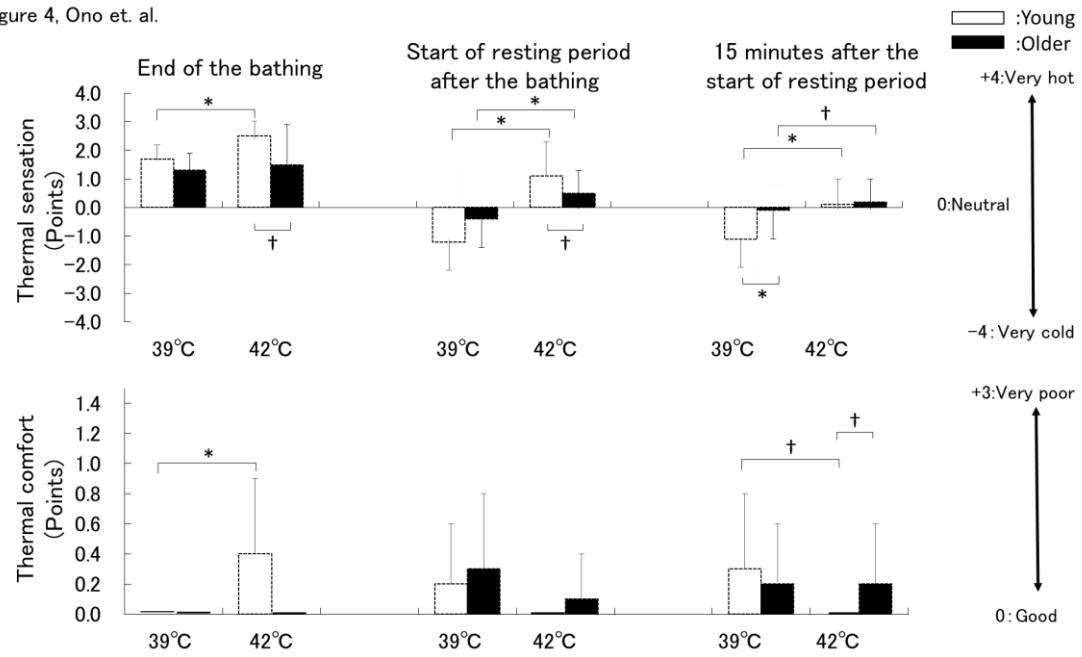 gure 4, Ono et. al.
:Young
:Older
End of the bathing
Start of resting period
after the bathing
15 minutes after the
start of resting period
+4:Very hot
0:Neutral
−4:Very cold
Thermal sensation
(Points)
4.0
3.0
2.0
1.0
0.0
−1.0
−2.0
−3.0
−4.0
*
†
*
*
†
†
*
*
39℃
42℃
39℃
42℃
39℃
42℃
Thermal comfort
(Points)
1.4
1.2
1.0
0.8
0.6
0.4
0.2
0.0
*
†
†
+3:Very poor
0:Good
39℃
42℃
39℃
42℃
39℃
42℃